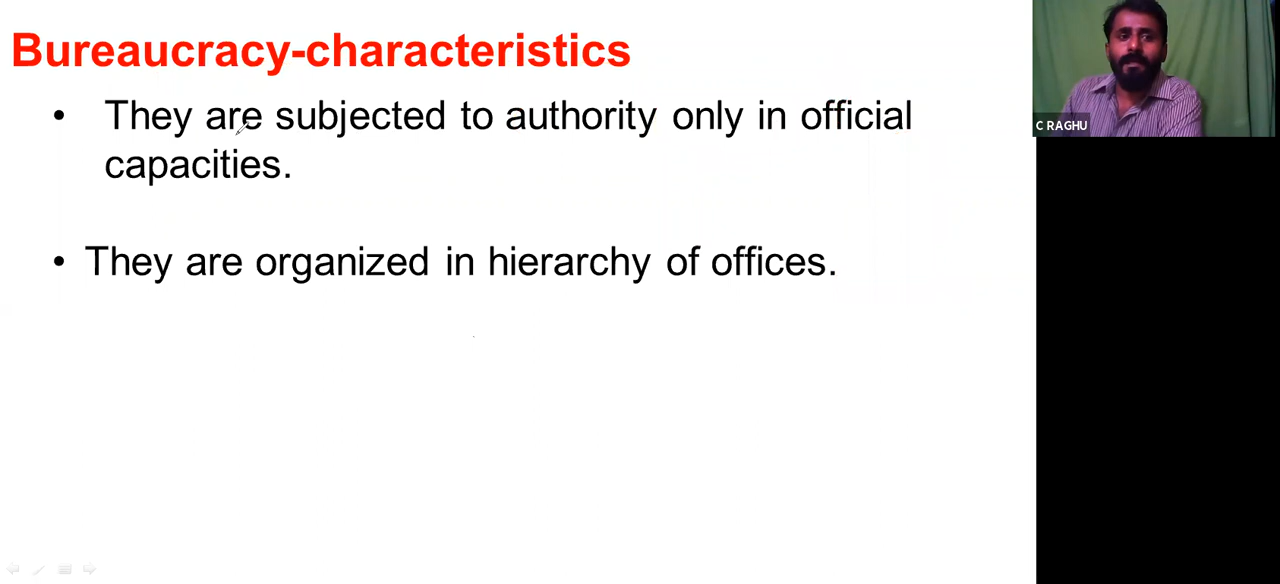 Bureaucracy-characteristics
• They are subjected to authority only in official
capacities.
• They are organized in hierarchy of offices.
C RAGHU